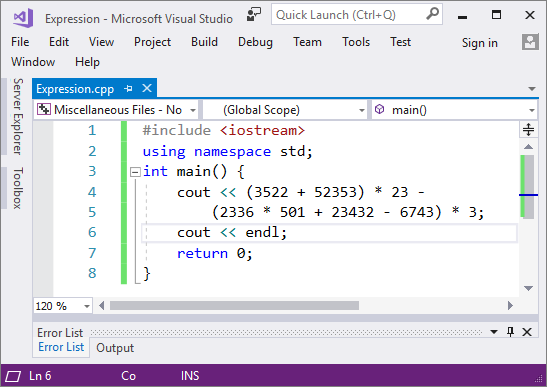 Expression - Microsoft Visual Studio
Quick Launch (Ctrl+Q)
File Edit View Project Build Debug Team Tools Test Sign in
Window Help
Server Explorer
Toolbox
Expression.cpp
Miscellaneous Files - No (Global Scope) main()
1 #include <iostream>
2 using namespace std;
3 int main() {
4 cout << (3522 + 52353) * 23 -
5 (2336 * 501 + 23432 - 6743) * 3;
6 cout << endl;
7 return 0;
8 }
120 %
Error List
Error List Output
Ln 6 Co INS